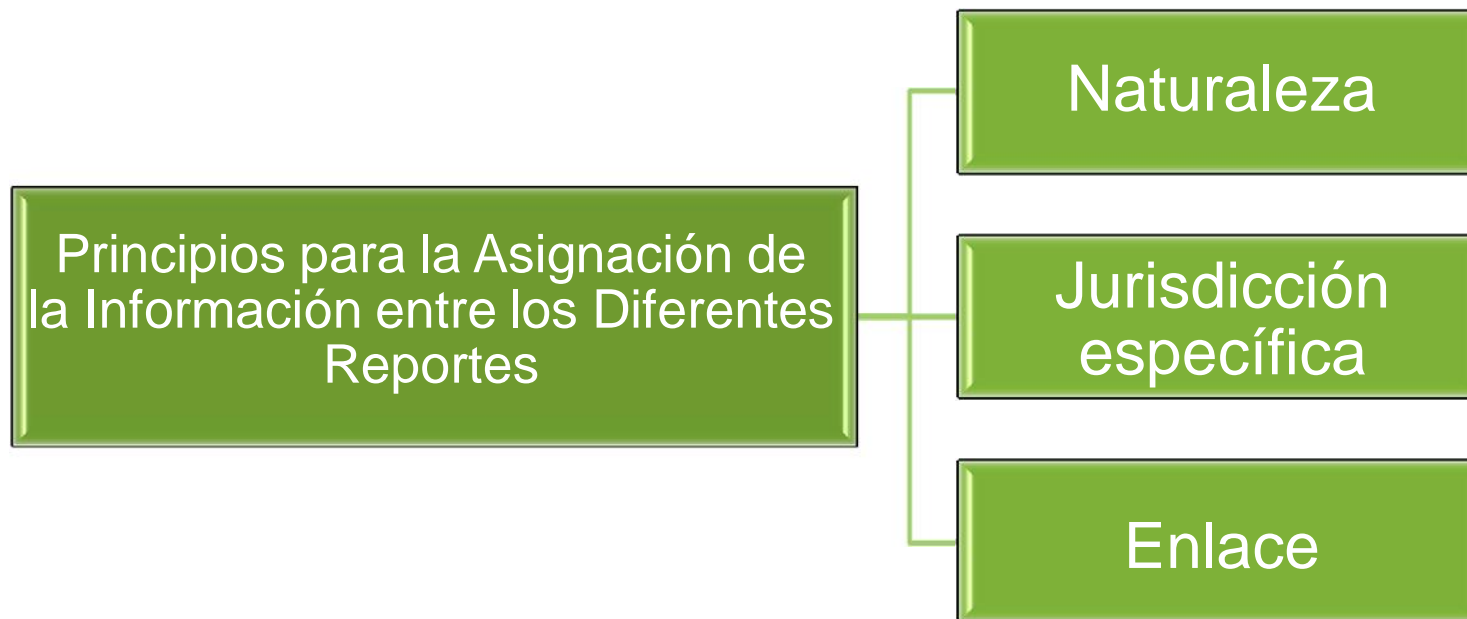 Principios para la Asignación de
la Información entre los Diferentes
Reportes
Naturaleza
Jurisdicción
específica
Enlace